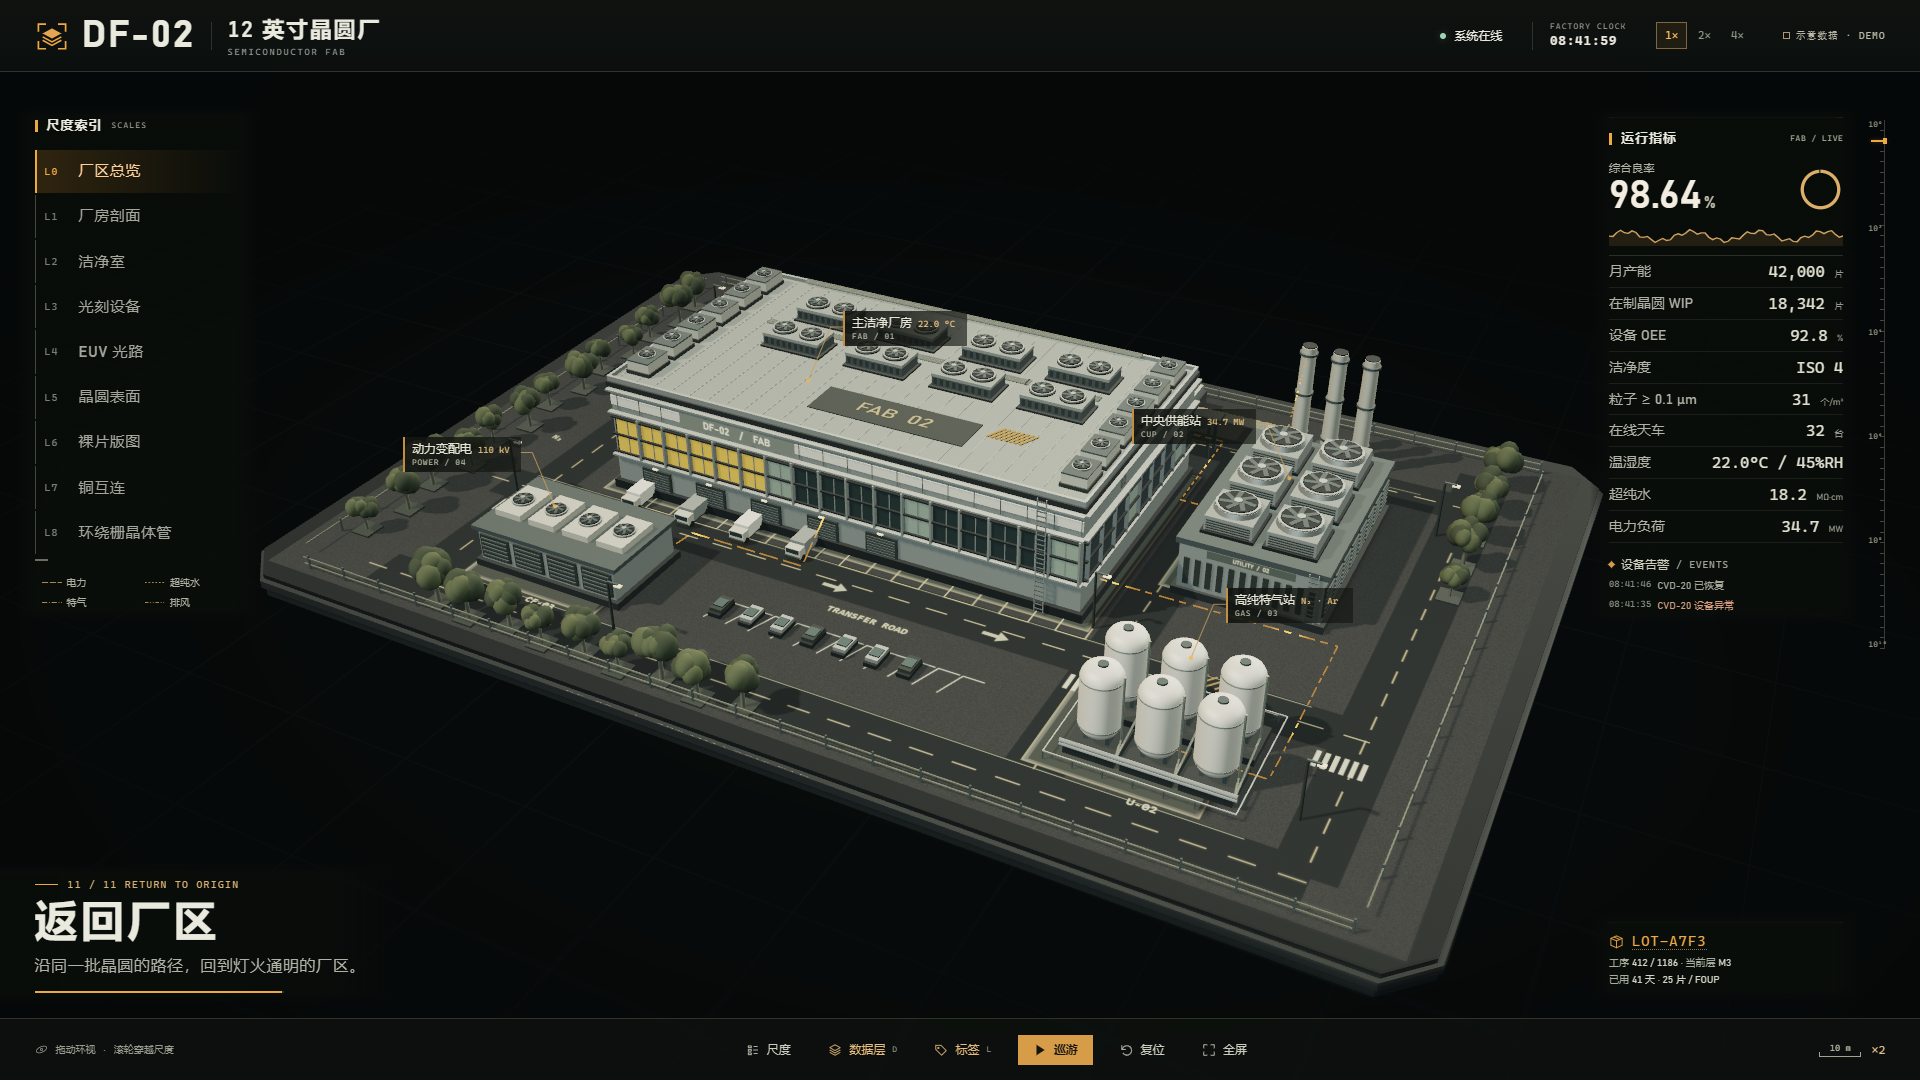 DF-02
12 英寸晶圆厂
SEMICONDUCTOR FAB
系统在线
FACTORY CLOCK
08:41:59
1×
2×
4×
示意数据 · DEMO
尺度索引 SCALES
L0 厂区总览
L1 厂房剖面
L2 洁净室
L3 光刻设备
L4 EUV 光路
L5 晶圆表面
L6 裸片版图
L7 铜互连
L8 环绕栅晶体管
电力
超纯水
特气
排风
主洁净厂房 22.0 °C
FAB / 01
中央供能站 34.7 MW
CUP / 02
动力变配电 110 kV
POWER / 04
高纯特气站 N₂ · Ar
GAS / 03
FAB 02
DF-02 / FAB
UTILITY / 02
TRANSFER ROAD
U-02
运行指标
FAB / LIVE
综合良率
98.64%
月产能 42,000 片
在制晶圆 WIP 18,342 片
设备 OEE 92.8 %
洁净度 ISO 4
粒子 ≥ 0.1 μm 31 个/m³
在线天车 32 台
温湿度 22.0°C / 45%RH
超纯水 18.2 MΩ·cm
电力负荷 34.7 MW
设备告警 / EVENTS
08:41:46 CVD-20 已恢复
08:41:35 CVD-20 设备异常
LOT-A7F3
工序 412 / 1186 · 当前层 M3
已用 41 天 · 25 片 / FOUP
11 / 11 RETURN TO ORIGIN
返回厂区
沿同一批晶圆的路径，回到灯火通明的厂区。
拖动环视 · 滚轮穿越尺度
尺度
数据层 D
标签 L
巡游
复位
全屏
10 m
×2